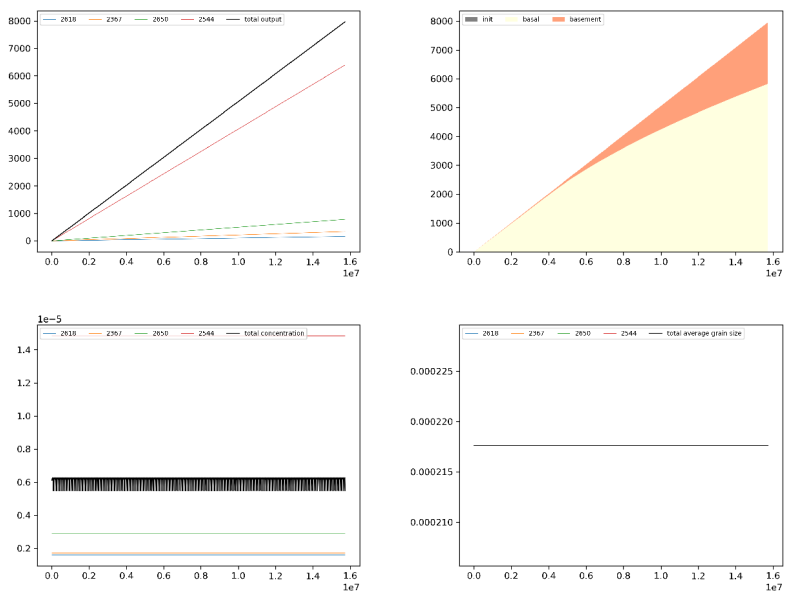 2618 2367 2650 2544 total output
8000
7000
6000
5000
4000
3000
2000
1000
0
0.0 0.2 0.4 0.6 0.8 1.0 1.2 1.4 1.6
1e7
init basal basement
8000
7000
6000
5000
4000
3000
2000
1000
0
0.0 0.2 0.4 0.6 0.8 1.0 1.2 1.4 1.6
1e7
1e-5
2618 2367 2650 2544 total concentration
1.4
1.2
1.0
0.8
0.6
0.4
0.2
0.0 0.2 0.4 0.6 0.8 1.0 1.2 1.4 1.6
1e7
2618 2367 2650 2544 total average grain size
0.000225
0.000220
0.000215
0.000210
0.0 0.2 0.4 0.6 0.8 1.0 1.2 1.4 1.6
1e7